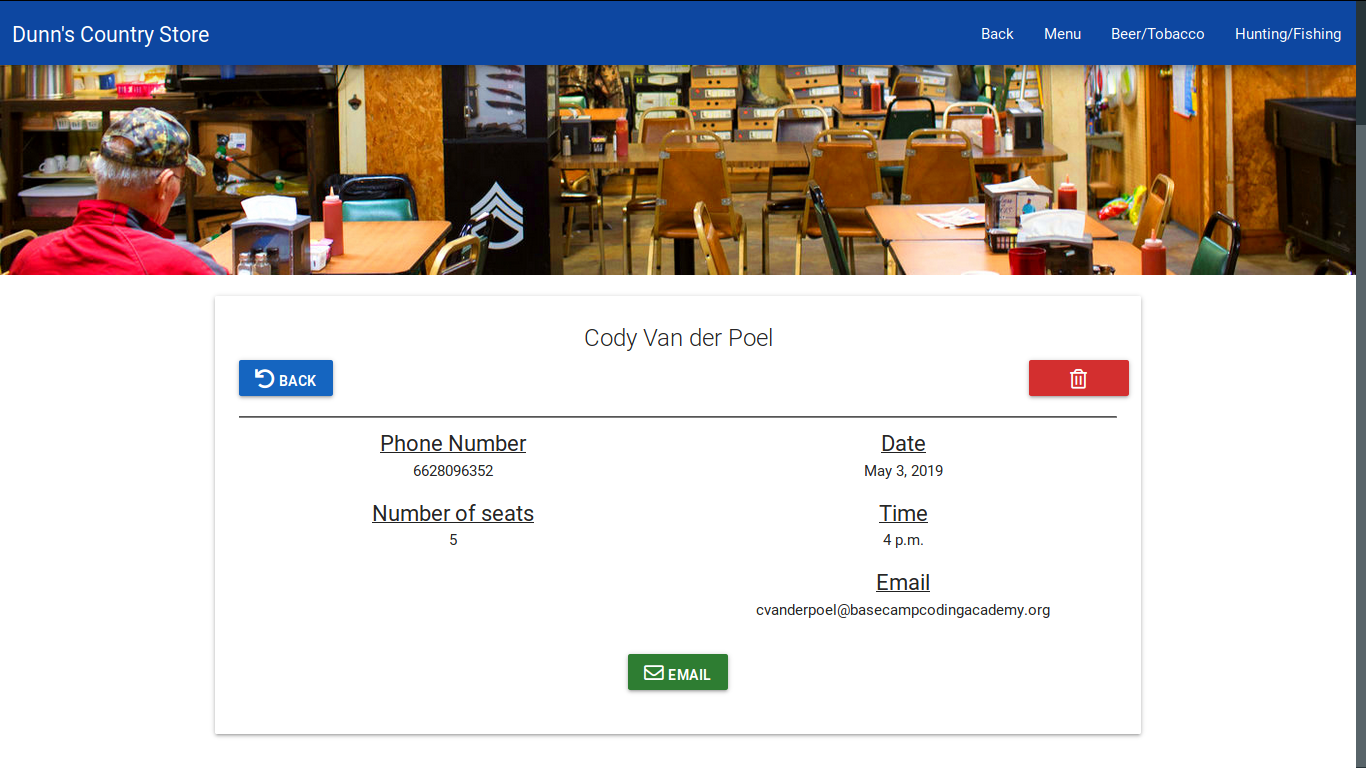 Dunn's Country Store
Back Menu Beer/Tobacco Hunting/Fishing
Cody Van der Poel
BACK
Phone Number
6628096352
Number of seats
5
Date
May 3, 2019
Time
4 p.m.
Email
cvanderpoel@basecampcodingacademy.org
EMAIL